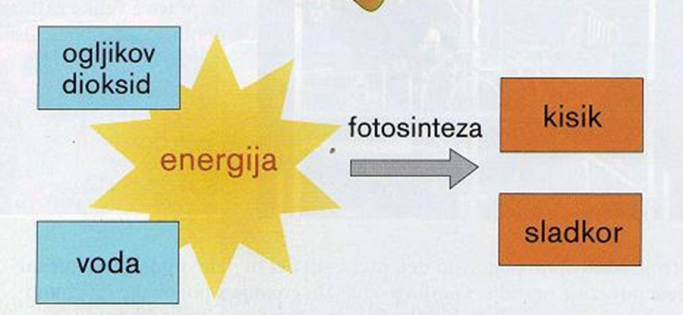 ogljikov
dioksid
energija
voda
fotosinteza
kisik
sladkor